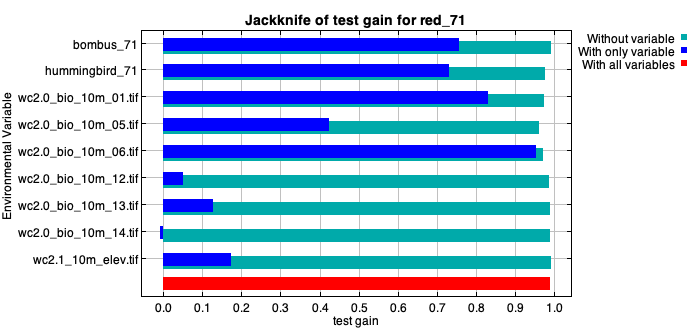 Jackknife of test gain for red_71
Without variable
With only variable
With all variables
Environmental Variable
bombus_71
hummingbird_71
wc2.0_bio_10m_01.tif
wc2.0_bio_10m_05.tif
wc2.0_bio_10m_06.tif
wc2.0_bio_10m_12.tif
wc2.0_bio_10m_13.tif
wc2.0_bio_10m_14.tif
wc2.1_10m_elev.tif
0.0 0.1 0.2 0.3 0.4 0.5 0.6 0.7 0.8 0.9 1.0
test gain